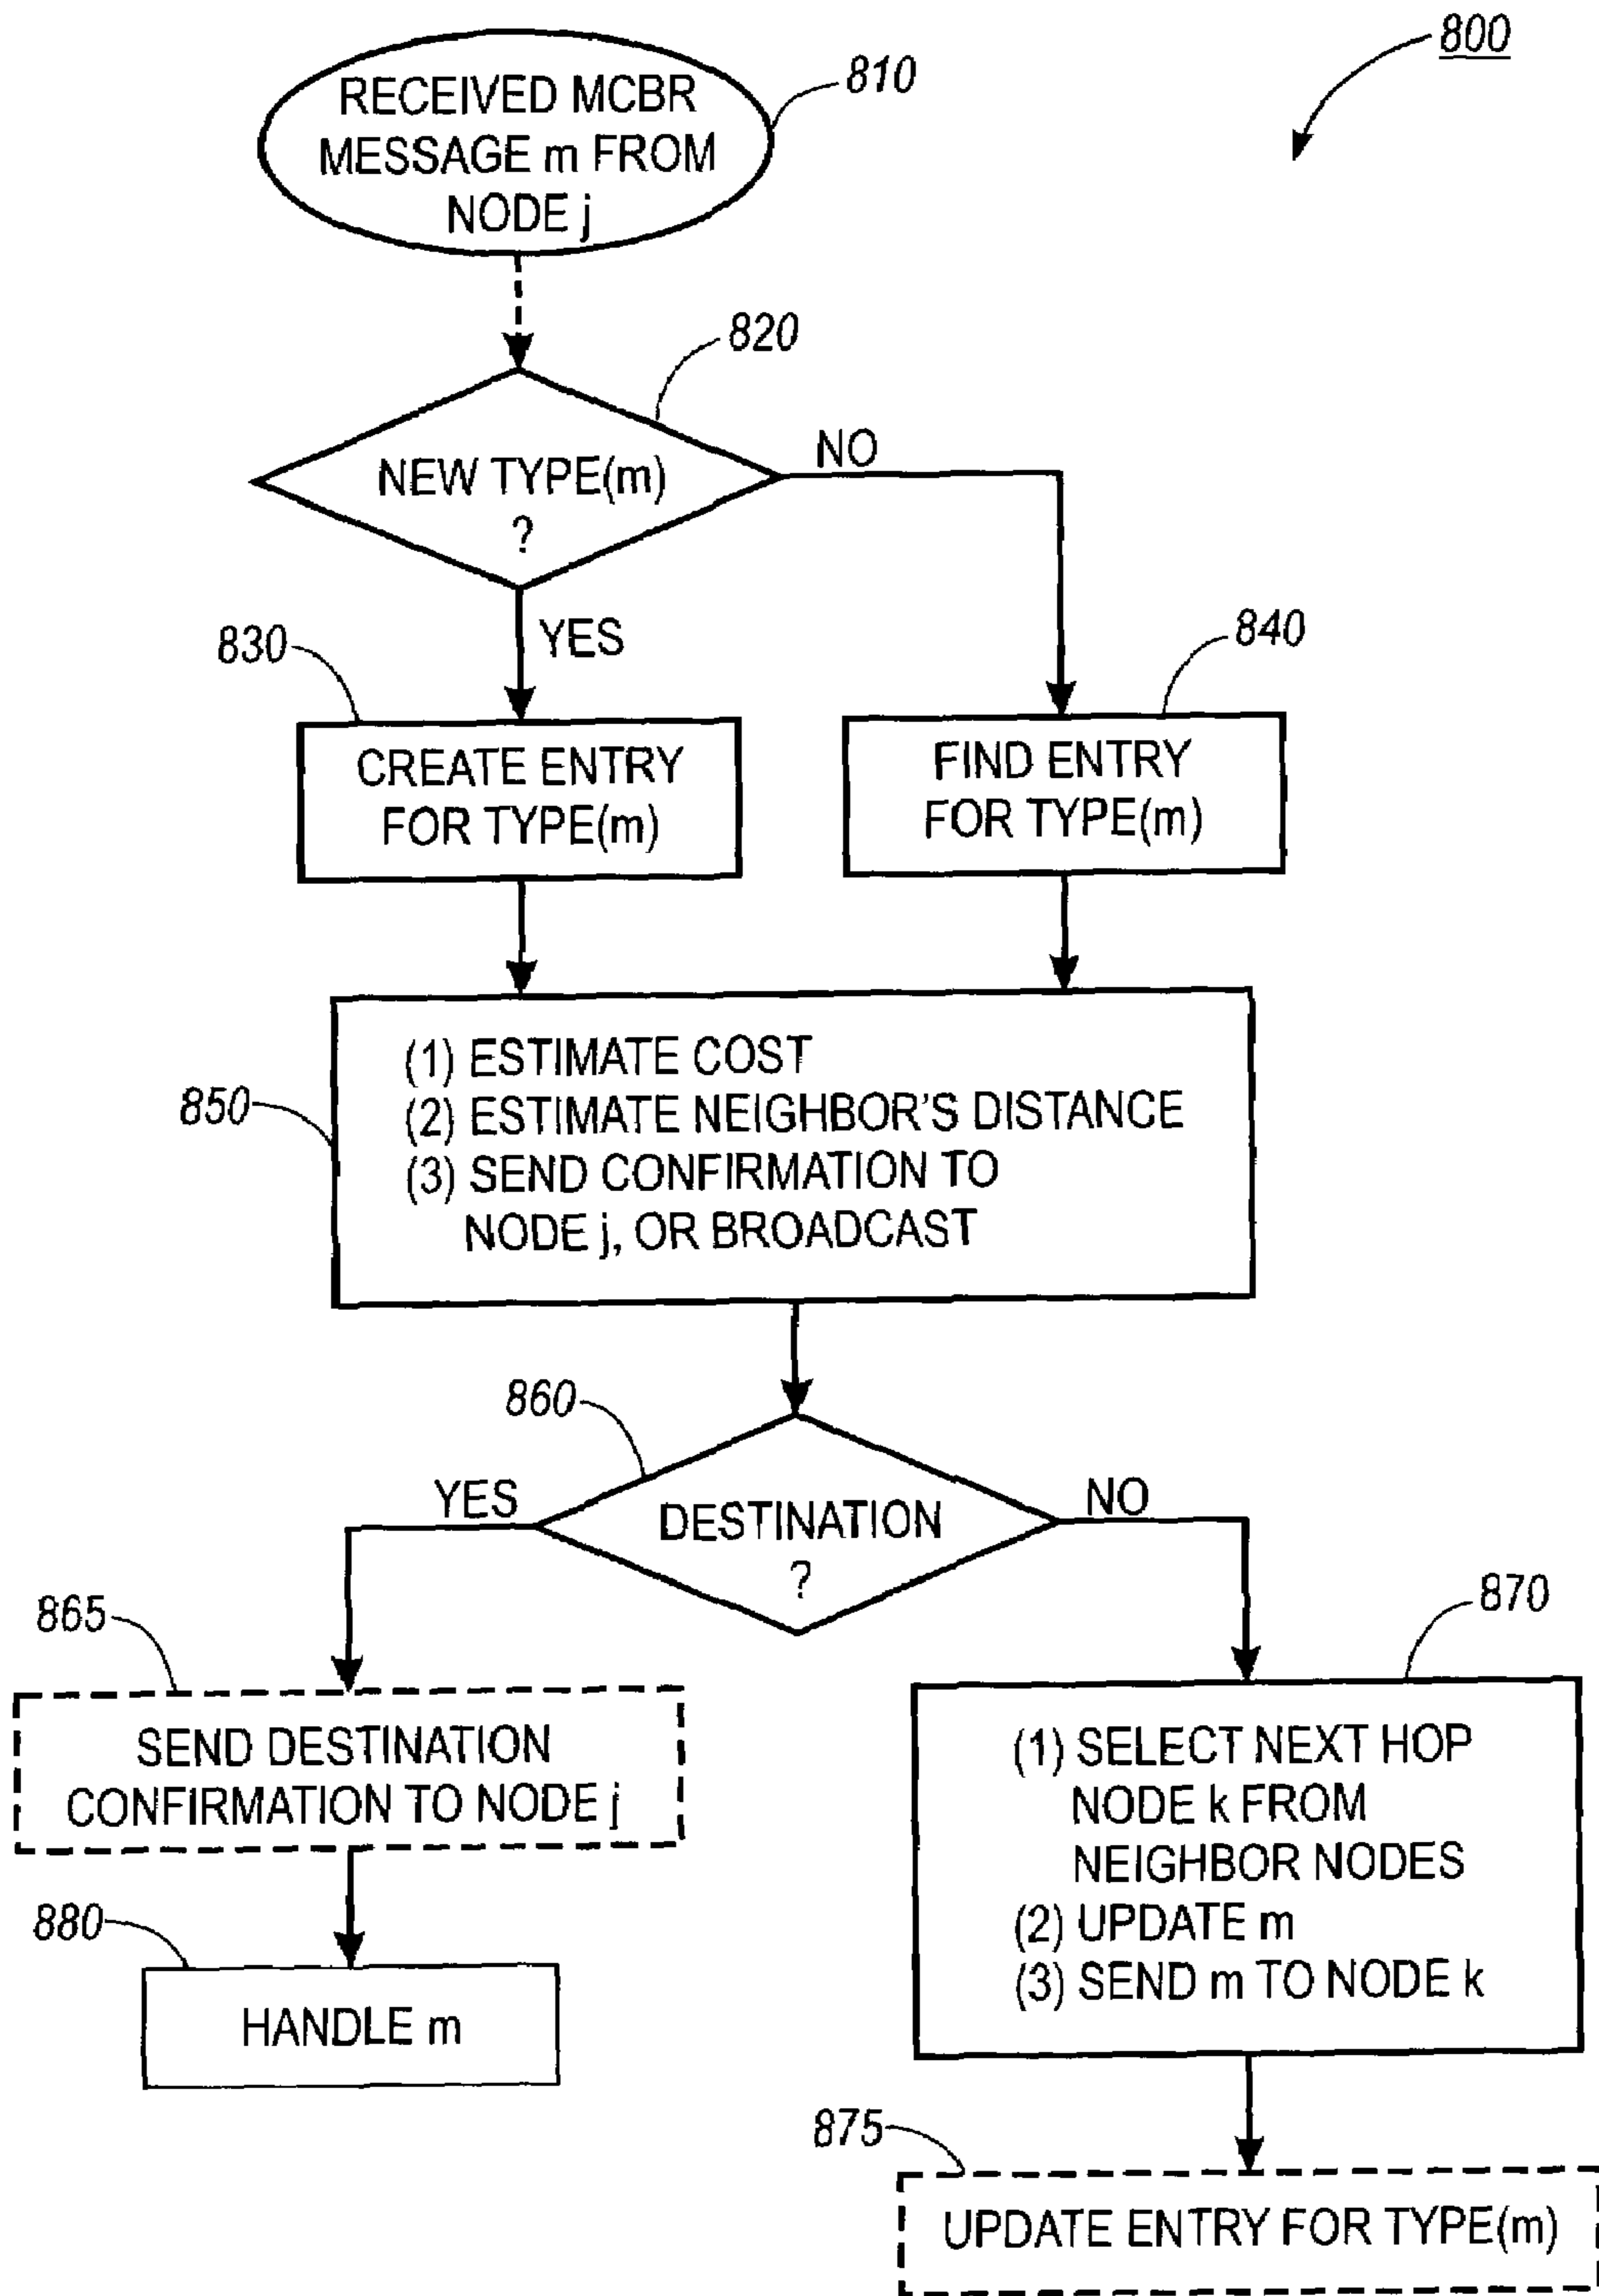 800
RECEIVED MCBR
MESSAGE m FROM
NODE j
810
820
NEW TYPE(m)
?
NO
YES
830
CREATE ENTRY
FOR TYPE(m)
840
FIND ENTRY
FOR TYPE(m)
850
(1) ESTIMATE COST
(2) ESTIMATE NEIGHBOR'S DISTANCE
(3) SEND CONFIRMATION TO
NODE j, OR BROADCAST
860
DESTINATION
?
YES
NO
865
SEND DESTINATION
CONFIRMATION TO NODE j
880
HANDLE m
870
(1) SELECT NEXT HOP
NODE k FROM
NEIGHBOR NODES
(2) UPDATE m
(3) SEND m TO NODE k
875
UPDATE ENTRY FOR TYPE(m)